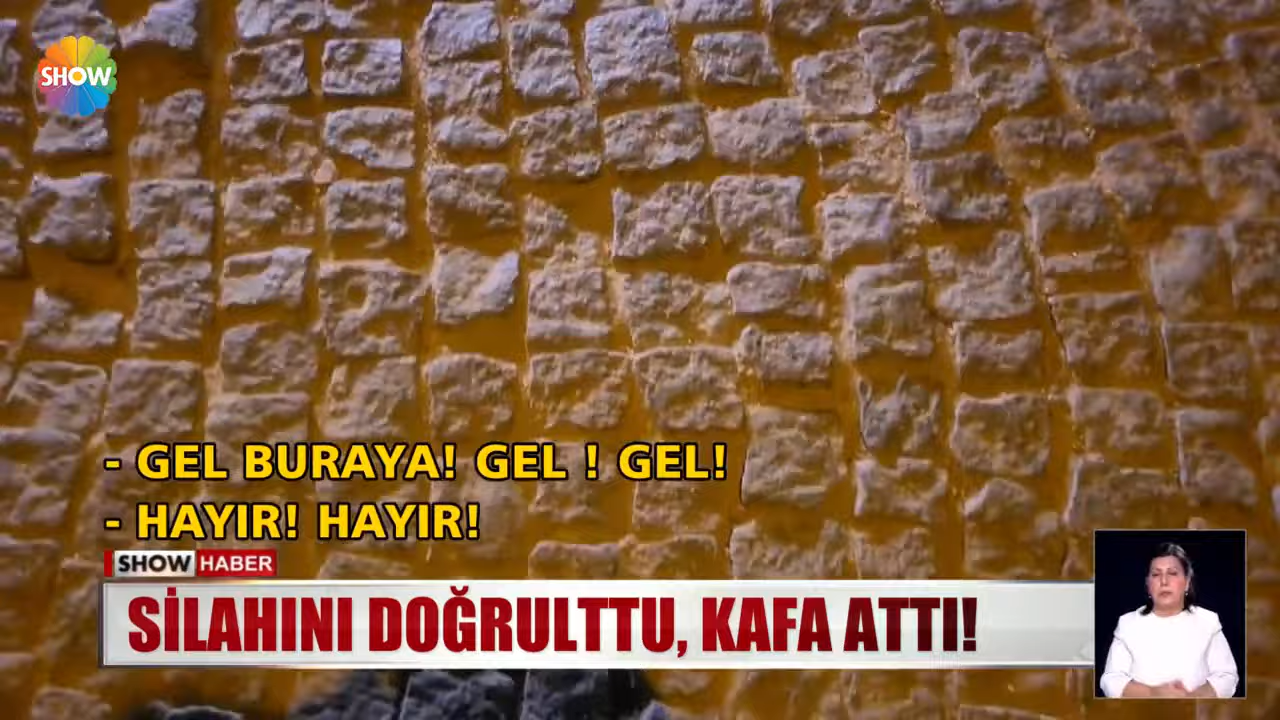 SHOW
- GEL BURAYA! GEL ! GEL!
- HAYIR! HAYIR!
SHOW HABER
SİLAHINI DOĞRULTTU, KAFA ATTI!